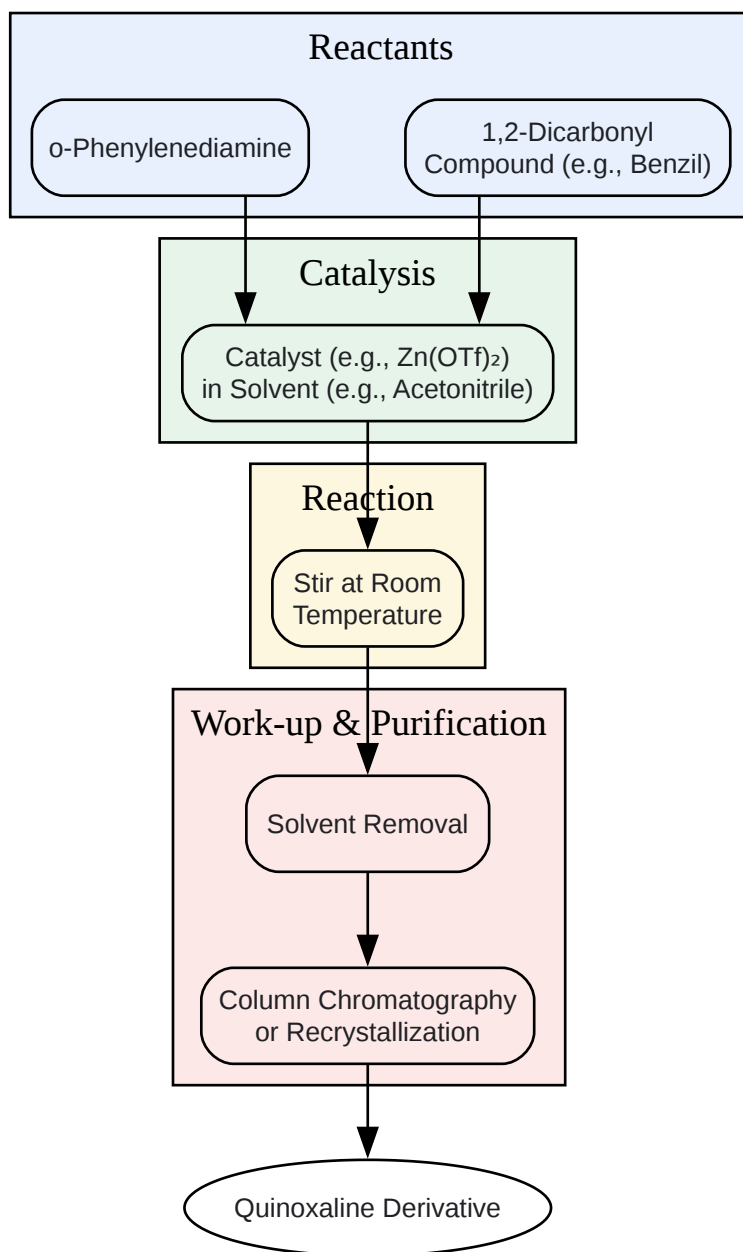 Reactants
o-Phenylenediamine
1,2-Dicarbonyl
Compound (e.g., Benzil)
Catalysis
Catalyst (e.g., Zn(OTf)₂)
in Solvent (e.g., Acetonitrile)
Reaction
Stir at Room
Temperature
Work-up & Purification
Solvent Removal
Column Chromatography
or Recrystallization
Quinoxaline Derivative